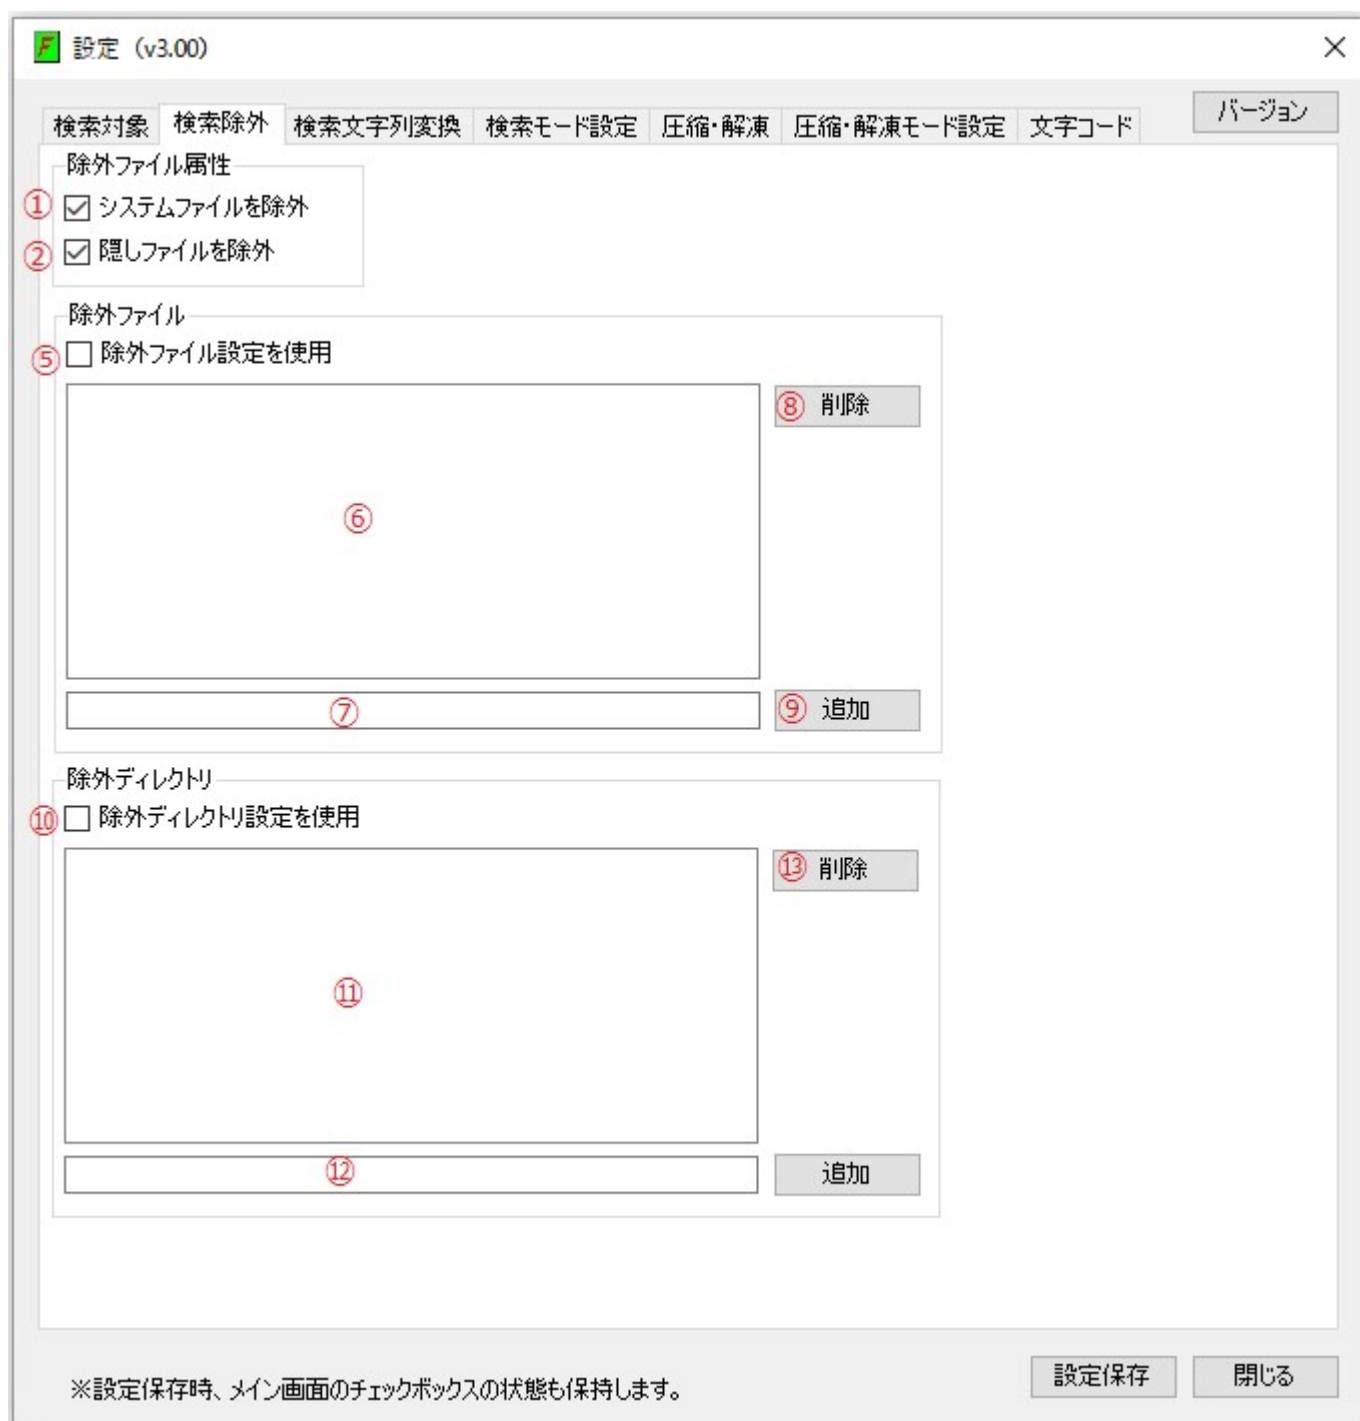 F 設定 (v3.00)
検索対象 検索除外 検索文字列変換 検索モード設定 圧縮・解凍 圧縮・解凍モード設定 文字コード バージョン
除外ファイル属性
① システムファイルを除外
② 隠しファイルを除外
除外ファイル
⑤ 除外ファイル設定を使用
⑧ 削除
⑥
⑦ ⑨ 追加
除外ディレクトリ
⑩ 除外ディレクトリ設定を使用
⑬ 削除
⑪
⑫ 追加
※設定保存時、メイン画面のチェックボックスの状態も保持します。 設定保存 閉じる